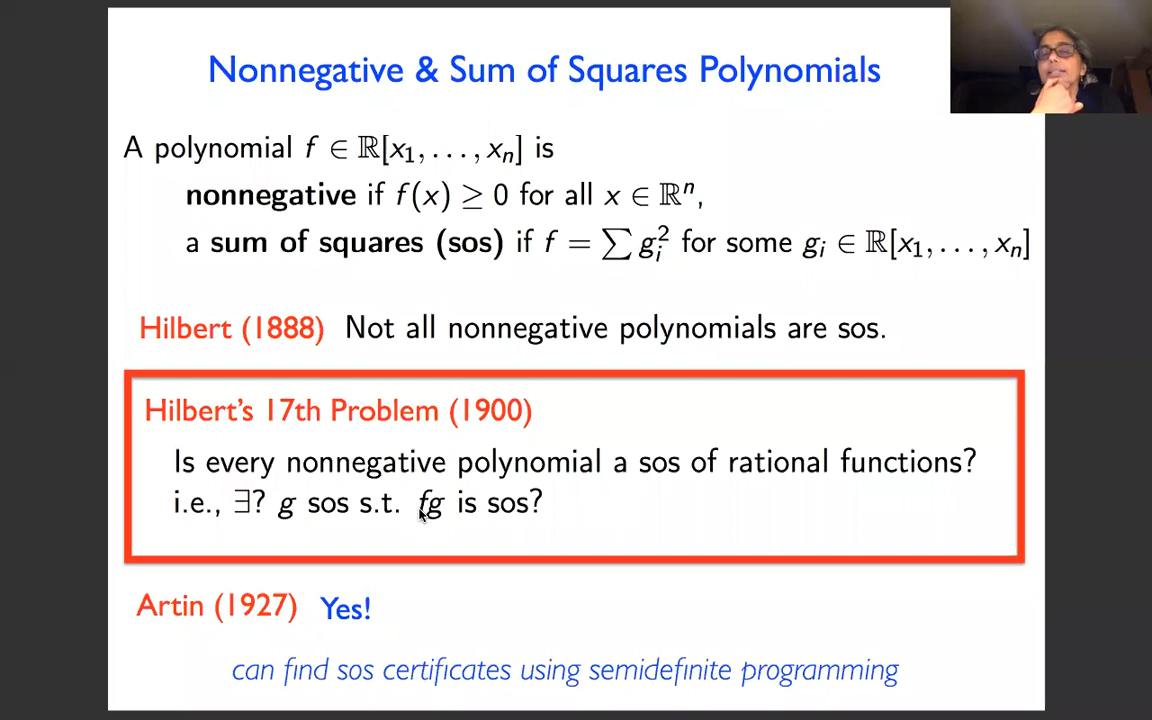 Nonnegative & Sum of Squares Polynomials
A polynomial f ∈ ℝ[x₁, . . . , xₙ] is
nonnegative if f(x) ≥ 0 for all x ∈ ℝⁿ,
a sum of squares (sos) if f = ∑ gᵢ² for some gᵢ ∈ ℝ[x₁, . . . , xₙ]
Hilbert (1888) Not all nonnegative polynomials are sos.
Hilbert’s 17th Problem (1900)
Is every nonnegative polynomial a sos of rational functions?
i.e., ∃? g sos s.t. fg is sos?
Artin (1927) Yes!
can find sos certificates using semidefinite programming